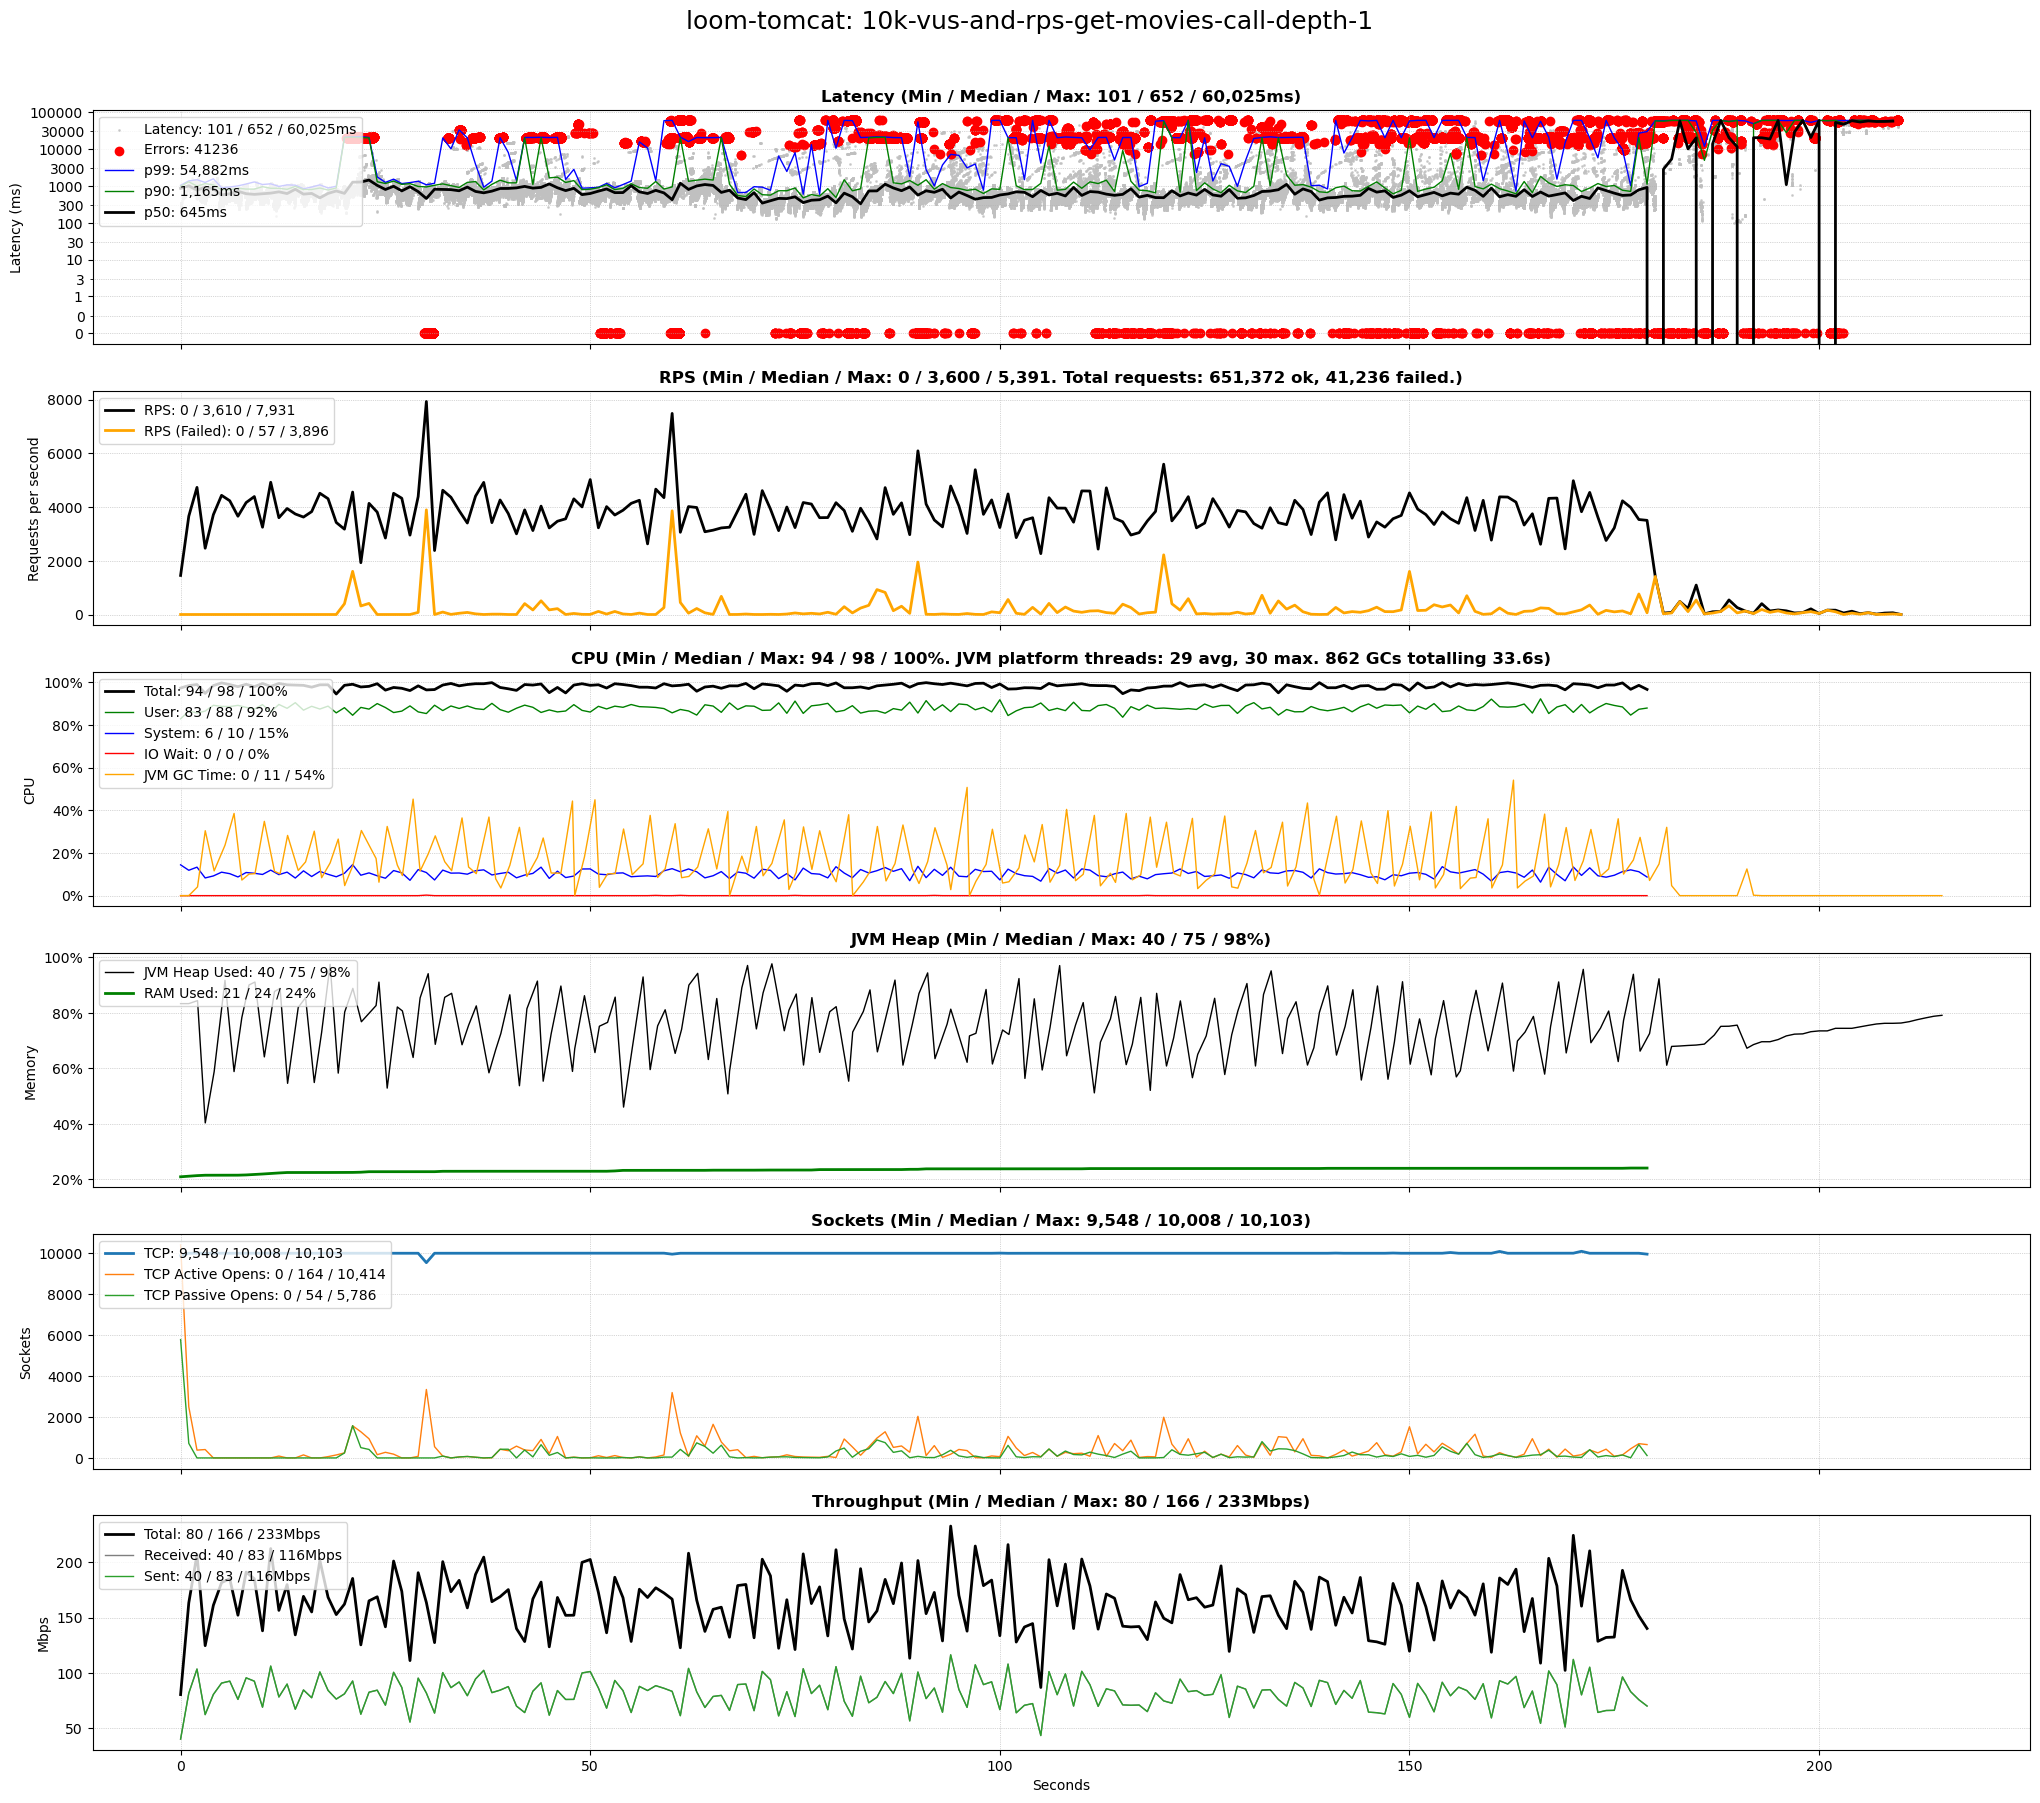 loom-tomcat: 10k-vus-and-rps-get-movies-call-depth-1
Latency (Min / Median / Max: 101 / 652 / 60,025ms)
100000
30000
10000
3000
1000
300
100
30
10
3
1
0
0
Latency (ms)
Latency: 101 / 652 / 60,025ms
Errors: 41236
p99: 54,882ms
p90: 1,165ms
p50: 645ms
RPS (Min / Median / Max: 0 / 3,600 / 5,391. Total requests: 651,372 ok, 41,236 failed.)
8000
6000
4000
2000
0
Requests per second
RPS: 0 / 3,610 / 7,931
RPS (Failed): 0 / 57 / 3,896
CPU (Min / Median / Max: 94 / 98 / 100%. JVM platform threads: 29 avg, 30 max. 862 GCs totalling 33.6s)
100%
80%
60%
40%
20%
0%
CPU
Total: 94 / 98 / 100%
User: 83 / 88 / 92%
System: 6 / 10 / 15%
IO Wait: 0 / 0 / 0%
JVM GC Time: 0 / 11 / 54%
JVM Heap (Min / Median / Max: 40 / 75 / 98%)
100%
80%
60%
40%
20%
Memory
JVM Heap Used: 40 / 75 / 98%
RAM Used: 21 / 24 / 24%
Sockets (Min / Median / Max: 9,548 / 10,008 / 10,103)
10000
8000
6000
4000
2000
0
Sockets
TCP: 9,548 / 10,008 / 10,103
TCP Active Opens: 0 / 164 / 10,414
TCP Passive Opens: 0 / 54 / 5,786
Throughput (Min / Median / Max: 80 / 166 / 233Mbps)
200
150
100
50
Mbps
Total: 80 / 166 / 233Mbps
Received: 40 / 83 / 116Mbps
Sent: 40 / 83 / 116Mbps
0
50
100
150
200
Seconds